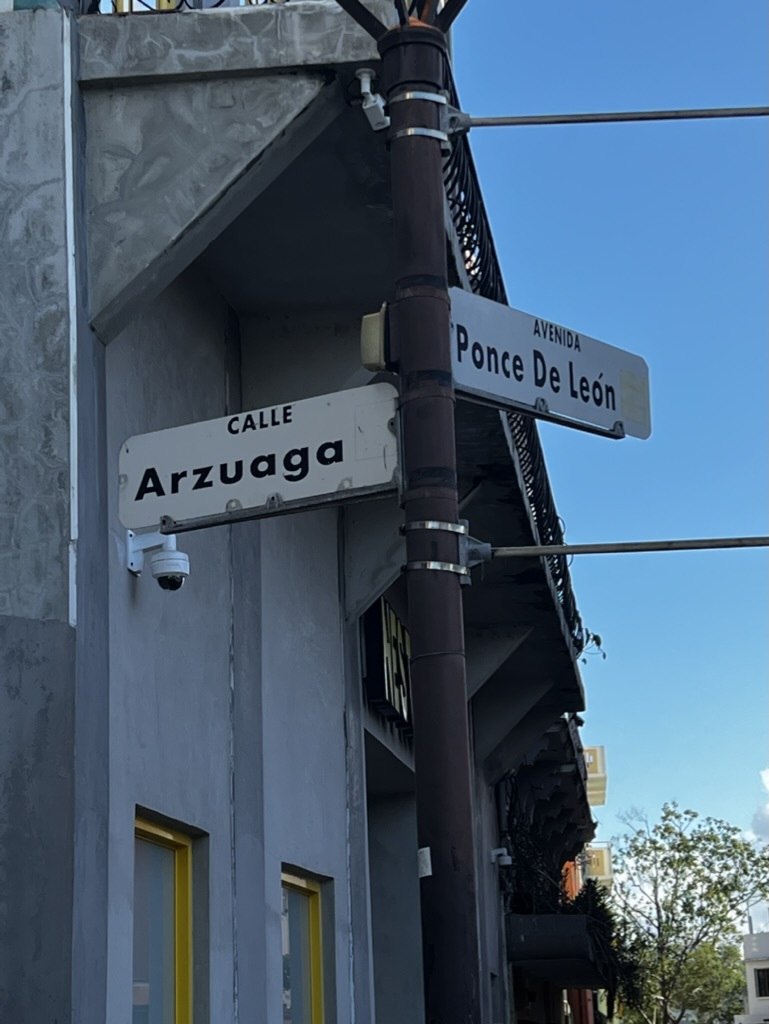 CALLE
Arzuaga
AVENIDA
Ponce De León